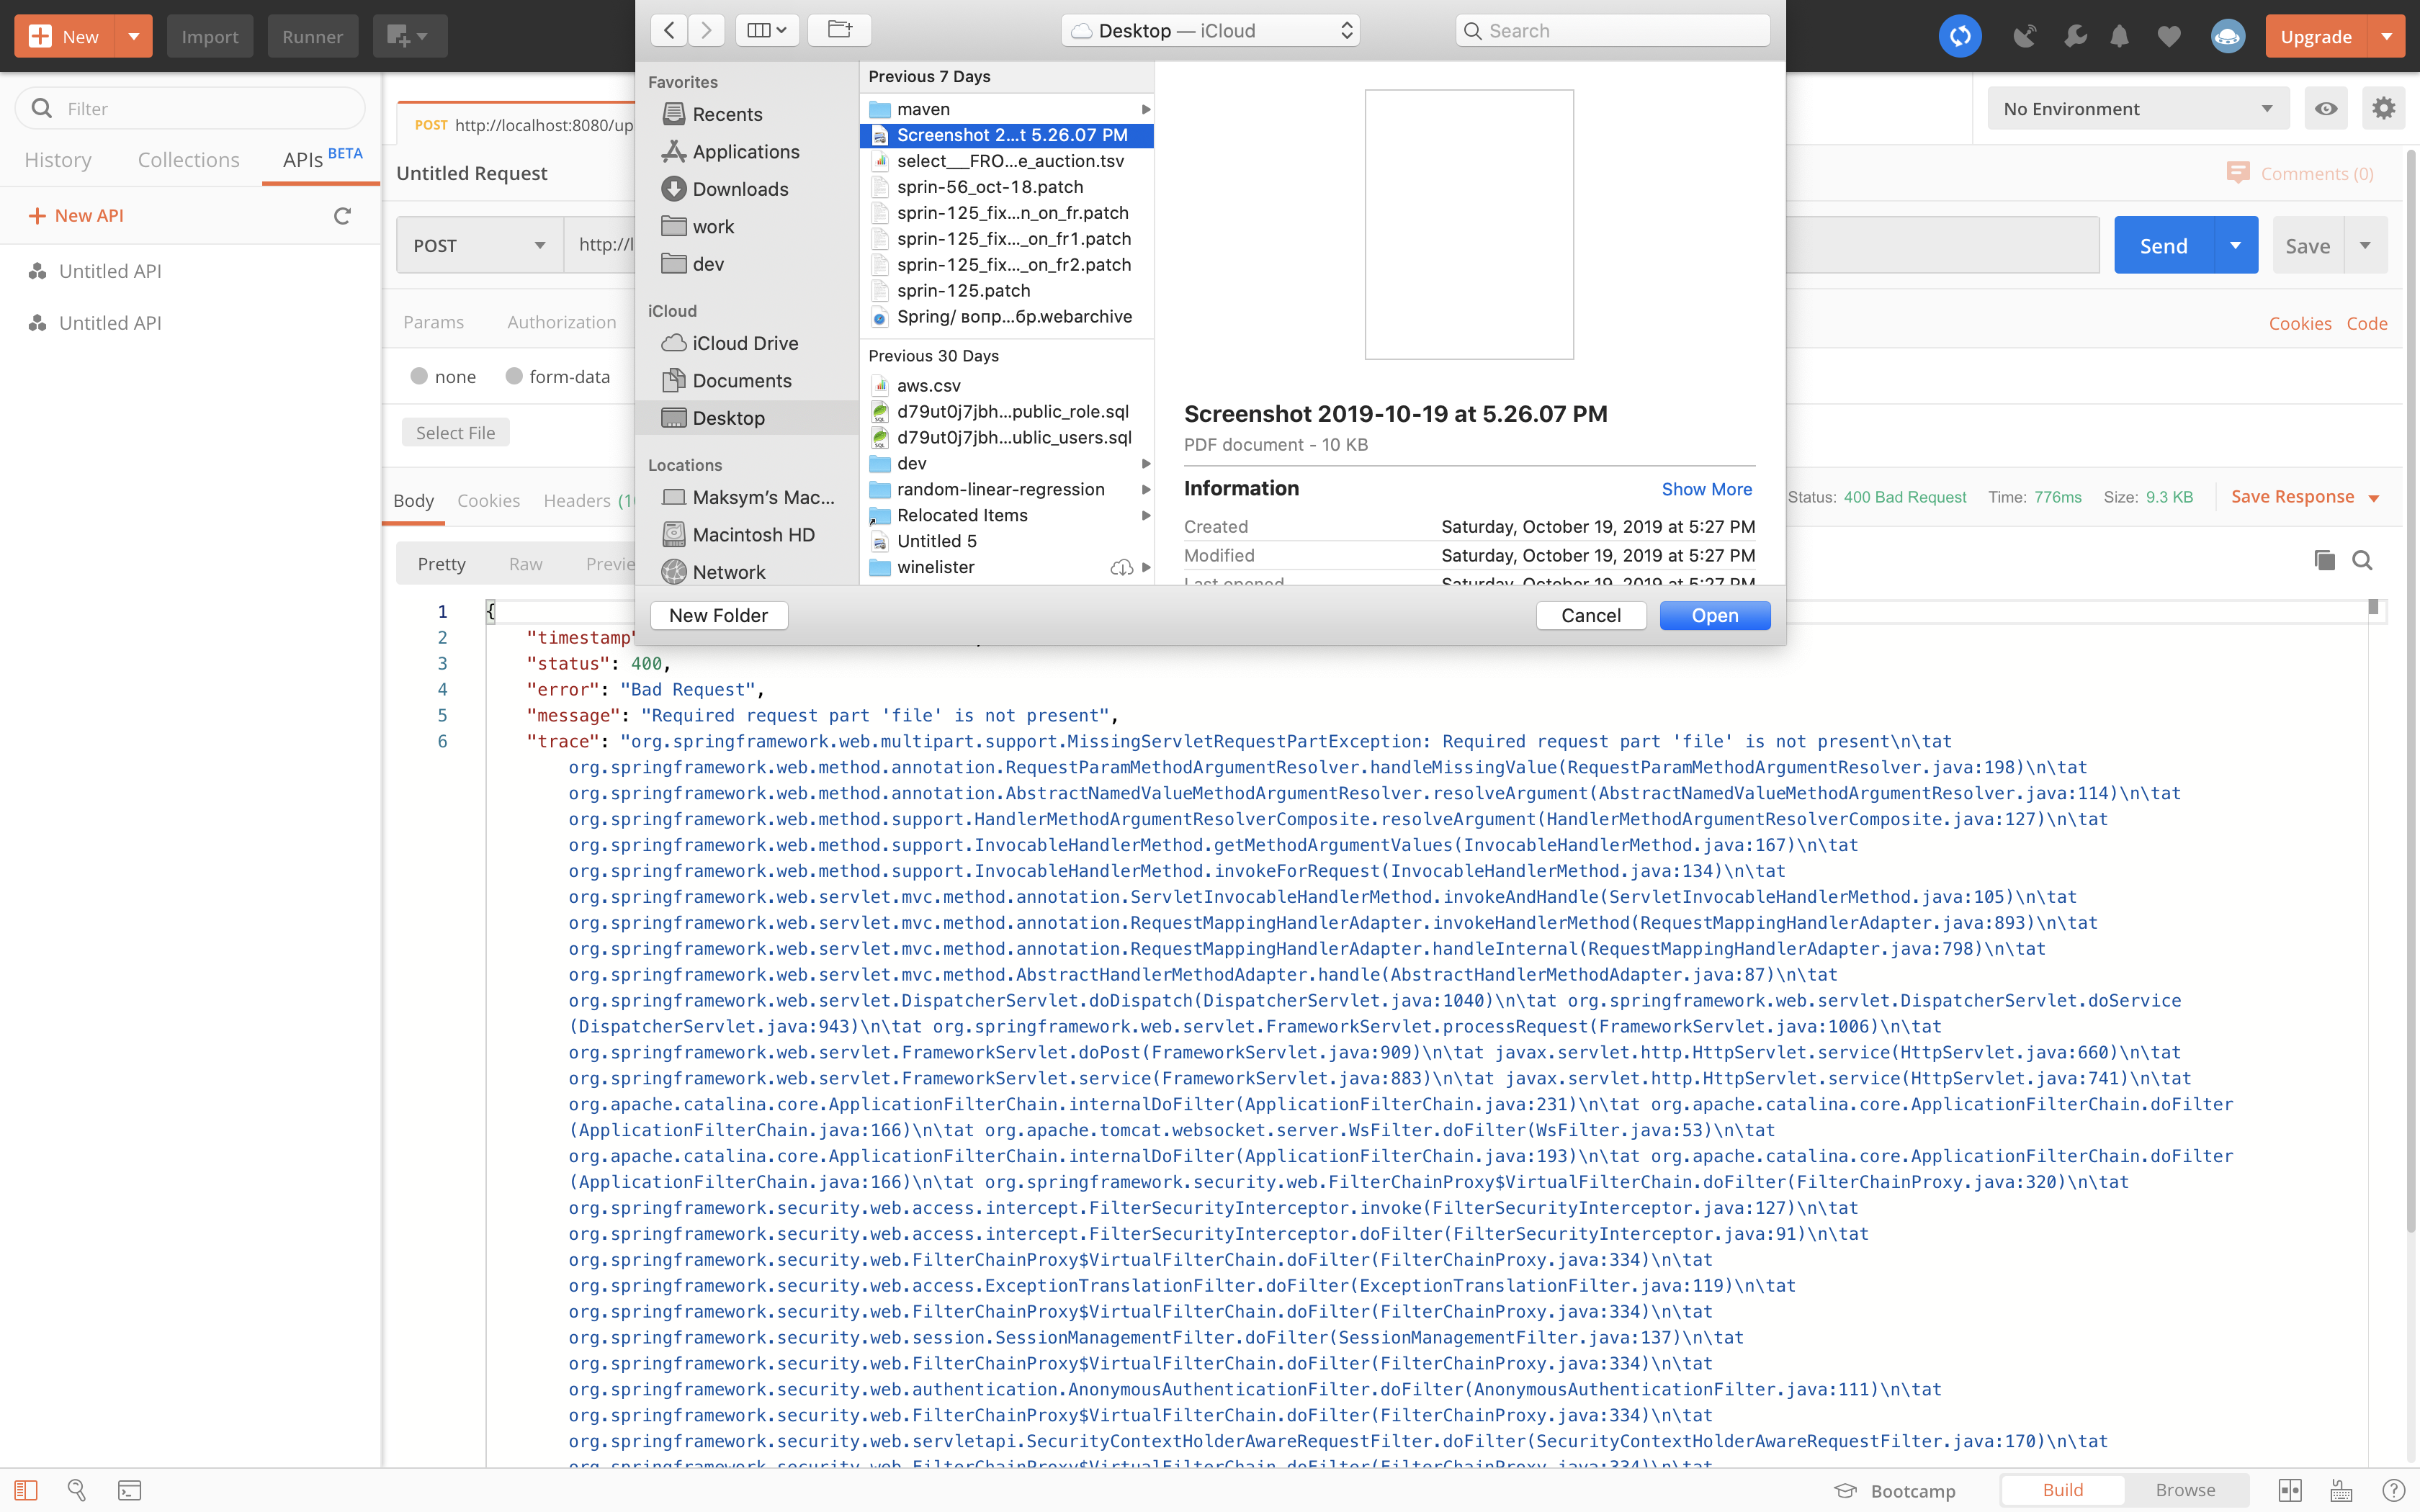 New
Import
Runner
Desktop — iCloud
Search
Upgrade
Filter
History
Collections
APIs BETA
New API
Untitled API
Untitled API
POST http://localhost:8080/up
No Environment
Untitled Request
Comments (0)
POST
http://l
Send
Save
Params
Authorization
Cookies
Code
none
form-data
Select File
Body
Cookies
Headers
Status: 400 Bad Request
Time: 776ms
Size: 9.3 KB
Save Response
Pretty
Raw
Favorites
Recents
Applications
Downloads
work
dev
iCloud
iCloud Drive
Documents
Desktop
Locations
Maksym’s Mac...
Macintosh HD
Network
Previous 7 Days
maven
Screenshot 2...t 5.26.07 PM
select___FRO...e_auction.tsv
sprin-56_oct-18.patch
sprin-125_fix...n_on_fr.patch
sprin-125_fix..._on_fr1.patch
sprin-125_fix..._on_fr2.patch
sprin-125.patch
Spring/ вопр...бр.webarchive
Previous 30 Days
aws.csv
d79ut0j7jbh...public_role.sql
d79ut0j7jbh...ublic_users.sql
dev
random-linear-regression
Relocated Items
Untitled 5
winelister
Screenshot 2019-10-19 at 5.26.07 PM
PDF document - 10 KB
Information
Show More
Created Saturday, October 19, 2019 at 5:27 PM
Modified Saturday, October 19, 2019 at 5:27 PM
Last opened Saturday, October 19, 2019 at 5:27 PM
New Folder
Cancel
Open
1 {
2 "timestamp"
3 "status": 400,
4 "error": "Bad Request",
5 "message": "Required request part 'file' is not present",
6 "trace": "org.springframework.web.multipart.support.MissingServletRequestPartException: Required request part 'file' is not present\n\tat
org.springframework.web.method.annotation.RequestParamMethodArgumentResolver.handleMissingValue(RequestParamMethodArgumentResolver.java:198)\n\tat
org.springframework.web.method.annotation.AbstractNamedValueMethodArgumentResolver.resolveArgument(AbstractNamedValueMethodArgumentResolver.java:114)\n\tat
org.springframework.web.method.support.HandlerMethodArgumentResolverComposite.resolveArgument(HandlerMethodArgumentResolverComposite.java:127)\n\tat
org.springframework.web.method.support.InvocableHandlerMethod.getMethodArgumentValues(InvocableHandlerMethod.java:167)\n\tat
org.springframework.web.method.support.InvocableHandlerMethod.invokeForRequest(InvocableHandlerMethod.java:134)\n\tat
org.springframework.web.servlet.mvc.method.annotation.ServletInvocableHandlerMethod.invokeAndHandle(ServletInvocableHandlerMethod.java:105)\n\tat
org.springframework.web.servlet.mvc.method.annotation.RequestMappingHandlerAdapter.invokeHandlerMethod(RequestMappingHandlerAdapter.java:893)\n\tat
org.springframework.web.servlet.mvc.method.annotation.RequestMappingHandlerAdapter.handleInternal(RequestMappingHandlerAdapter.java:798)\n\tat
org.springframework.web.servlet.mvc.method.AbstractHandlerMethodAdapter.handle(AbstractHandlerMethodAdapter.java:87)\n\tat
org.springframework.web.servlet.DispatcherServlet.doDispatch(DispatcherServlet.java:1040)\n\tat org.springframework.web.servlet.DispatcherServlet.doService
(DispatcherServlet.java:943)\n\tat org.springframework.web.servlet.FrameworkServlet.processRequest(FrameworkServlet.java:1006)\n\tat
org.springframework.web.servlet.FrameworkServlet.doPost(FrameworkServlet.java:909)\n\tat javax.servlet.http.HttpServlet.service(HttpServlet.java:660)\n\tat
org.springframework.web.servlet.FrameworkServlet.service(FrameworkServlet.java:883)\n\tat javax.servlet.http.HttpServlet.service(HttpServlet.java:741)\n\tat
org.apache.catalina.core.ApplicationFilterChain.internalDoFilter(ApplicationFilterChain.java:231)\n\tat org.apache.catalina.core.ApplicationFilterChain.doFilter
(ApplicationFilterChain.java:166)\n\tat org.apache.tomcat.websocket.server.WsFilter.doFilter(WsFilter.java:53)\n\tat
org.apache.catalina.core.ApplicationFilterChain.internalDoFilter(ApplicationFilterChain.java:193)\n\tat org.apache.catalina.core.ApplicationFilterChain.doFilter
(ApplicationFilterChain.java:166)\n\tat org.springframework.security.web.FilterChainProxy$VirtualFilterChain.doFilter(FilterChainProxy.java:320)\n\tat
org.springframework.security.web.access.intercept.FilterSecurityInterceptor.invoke(FilterSecurityInterceptor.java:127)\n\tat
org.springframework.security.web.access.intercept.FilterSecurityInterceptor.doFilter(FilterSecurityInterceptor.java:91)\n\tat
org.springframework.security.web.FilterChainProxy$VirtualFilterChain.doFilter(FilterChainProxy.java:334)\n\tat
org.springframework.security.web.access.ExceptionTranslationFilter.doFilter(ExceptionTranslationFilter.java:119)\n\tat
org.springframework.security.web.FilterChainProxy$VirtualFilterChain.doFilter(FilterChainProxy.java:334)\n\tat
org.springframework.security.web.session.SessionManagementFilter.doFilter(SessionManagementFilter.java:137)\n\tat
org.springframework.security.web.FilterChainProxy$VirtualFilterChain.doFilter(FilterChainProxy.java:334)\n\tat
org.springframework.security.web.authentication.AnonymousAuthenticationFilter.doFilter(AnonymousAuthenticationFilter.java:111)\n\tat
org.springframework.security.web.FilterChainProxy$VirtualFilterChain.doFilter(FilterChainProxy.java:334)\n\tat
org.springframework.security.web.servletapi.SecurityContextHolderAwareRequestFilter.doFilter(SecurityContextHolderAwareRequestFilter.java:170)\n\tat
org.springframework.security.web.FilterChainProxy$VirtualFilterChain.doFilter(FilterChainProxy.java:334)\n\tat
Bootcamp
Build
Browse